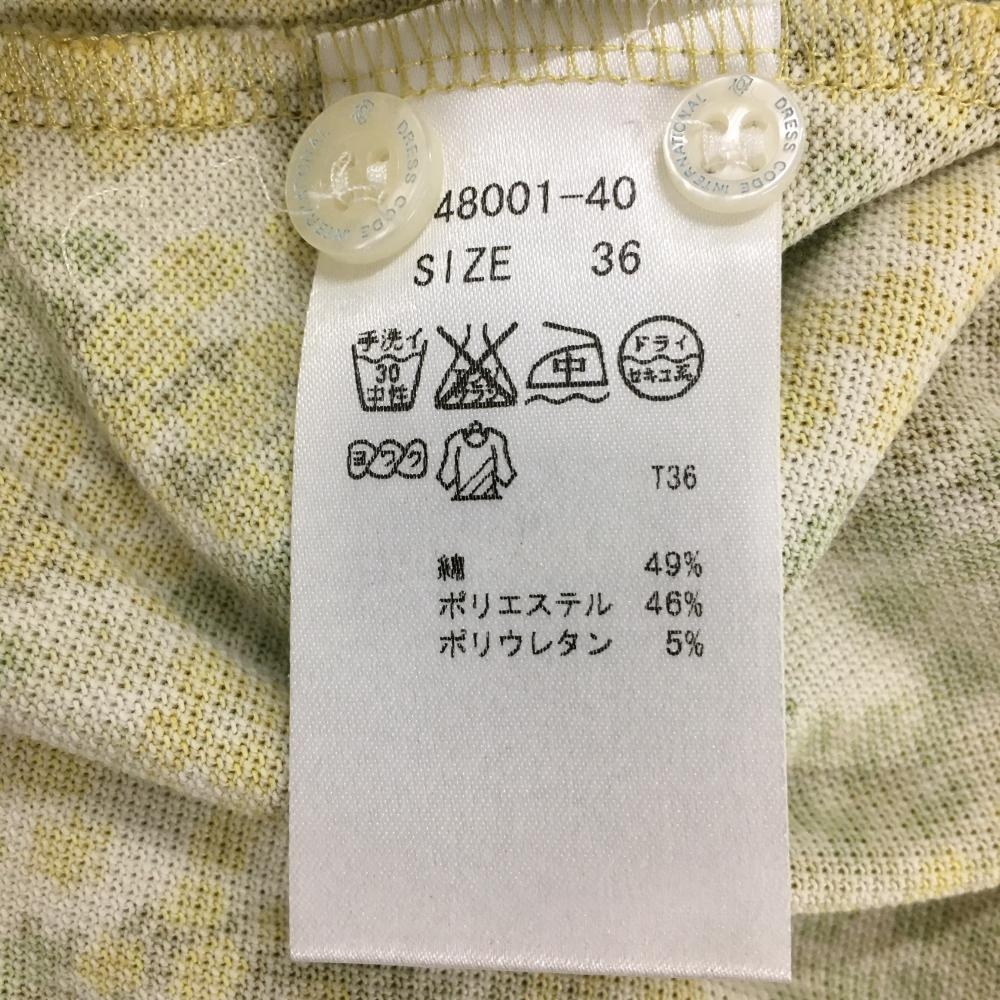 DRESS CODE INTERNATIONAL
DRESS CODE INTERNATIONAL
48001-40
SIZE 36
手洗イ
30
中性
中
ドライ
セキユ系
ヨワク
T36
綿 49%
ポリエステル 46%
ポリウレタン 5%